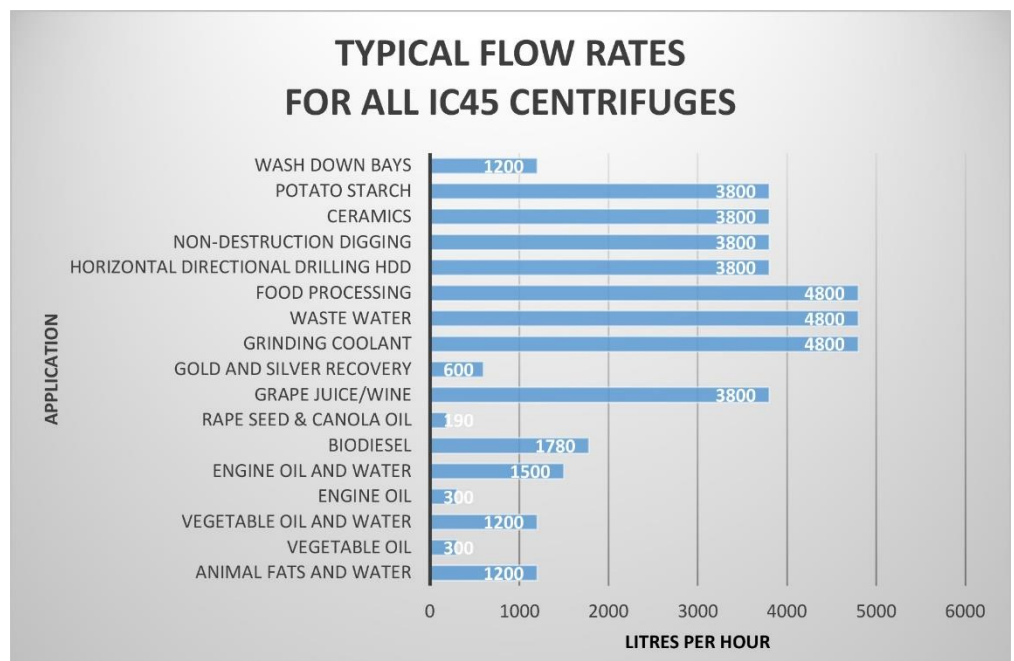 TYPICAL FLOW RATES
FOR ALL IC45 CENTRIFUGES
APPLICATION
WASH DOWN BAYS 1200
POTATO STARCH 3800
CERAMICS 3800
NON-DESTRUCTION DIGGING 3800
HORIZONTAL DIRECTIONAL DRILLING HDD 3800
FOOD PROCESSING 4800
WASTE WATER 4800
GRINDING COOLANT 4800
GOLD AND SILVER RECOVERY 600
GRAPE JUICE/WINE 3800
RAPE SEED & CANOLA OIL 190
BIODIESEL 1780
ENGINE OIL AND WATER 1500
ENGINE OIL 300
VEGETABLE OIL AND WATER 1200
VEGETABLE OIL 300
ANIMAL FATS AND WATER 1200
0 1000 2000 3000 4000 5000 6000
LITRES PER HOUR